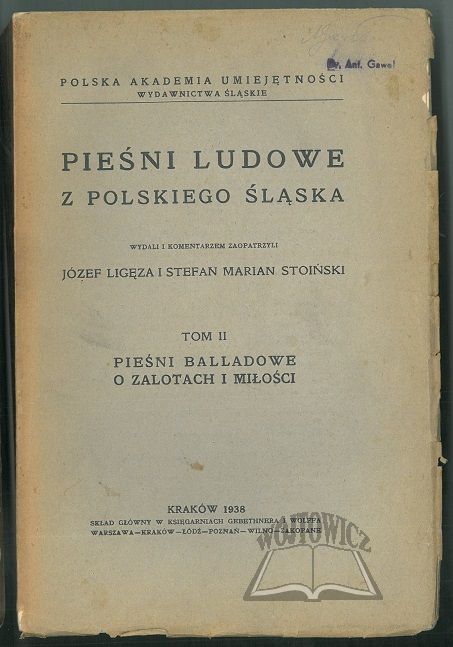 Dr. Ant. Gaweł
POLSKA AKADEMIA UMIEJĘTNOŚCI
WYDAWNICTWA ŚLĄSKIE
PIEŚNI LUDOWE
Z POLSKIEGO ŚLĄSKA
WYDALI I KOMENTARZEM ZAOPATRZYLI
JÓZEF LIGĘZA I STEFAN MARIAN STOIŃSKI
TOM II
PIEŚNI BALLADOWE
O ZALOTACH I MIŁOŚCI
KRAKÓW 1938
SKŁAD GŁÓWNY W KSIĘGARNIACH GEBETHNERA I WOLFFA
WARSZAWA—KRAKÓW—ŁÓDŹ—POZNAŃ—WILNO—ZAKOPANE
WÓJTOWICZ